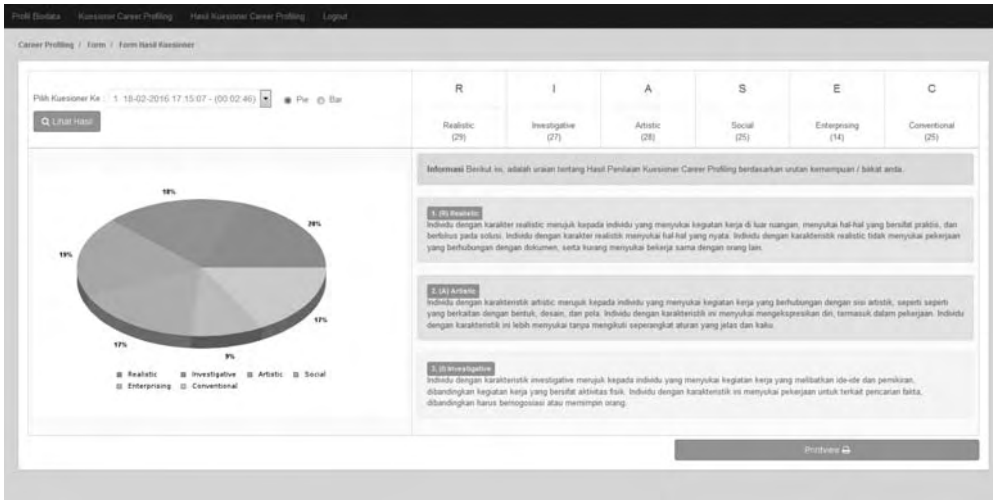 Profil Biodata Kuesioner Career Profiling Hasil Kuesioner Career Profiling Logout
Career Profiling / Form / Form Hasil Kuesioner
Pilih Kuesioner Ke : 1 18-02-2016 17:15:07 - (00:02:46) Pie Bar
Lihat Hasil
R I A S E C
Realistic Investigative Artistic Social Enterprising Conventional
(29) (27) (28) (25) (14) (25)
Informasi Berikut ini, adalah uraian tentang Hasil Penilaian Kuesioner Career Profiling berdasarkan urutan kemampuan / bakat anda.
18%
20%
19%
17%
17%
9%
Realistic Investigative Artistic Social
Enterprising Conventional
1. (R) Realistic
Individu dengan karakter realistic merujuk kepada individu yang menyukai kegiatan kerja di luar ruangan, menyukai hal-hal yang bersifat praktis, dan
berfokus pada solusi. Individu dengan karakter realistik menyukai hal-hal yang nyata. Individu dengan karakteristik realistic tidak menyukai pekerjaan
yang berhubungan dengan dokumen, serta kurang menyukai bekerja sama dengan orang lain.
2. (A) Artistic
Individu dengan karakteristik artistic merujuk kepada individu yang menyukai kegiatan kerja yang berhubungan dengan sisi artistik, seperti seperti
yang berkaitan dengan bentuk, desain, dan pola. Individu dengan karakteristik ini menyukai mengekspresikan diri, termasuk dalam pekerjaan. Individu
dengan karakteristik ini lebih menyukai tanpa mengikuti seperangkat aturan yang jelas dan kaku.
3. (I) Investigative
Individu dengan karakteristik investigative merujuk kepada individu yang menyukai kegiatan kerja yang melibatkan ide-ide dan pemikiran,
dibandingkan kegiatan kerja yang bersifat aktivitas fisik. Individu dengan karakteristik ini menyukai pekerjaan untuk terkait pencarian fakta,
dibandingkan harus bernogosiasi atau memimpin orang.
Printview